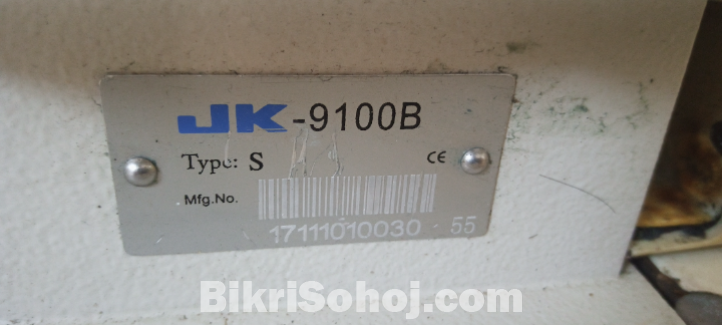 JK-9100B
Type: S
CE
Mfg.No.
17111010030 55
BikriSohoj.com